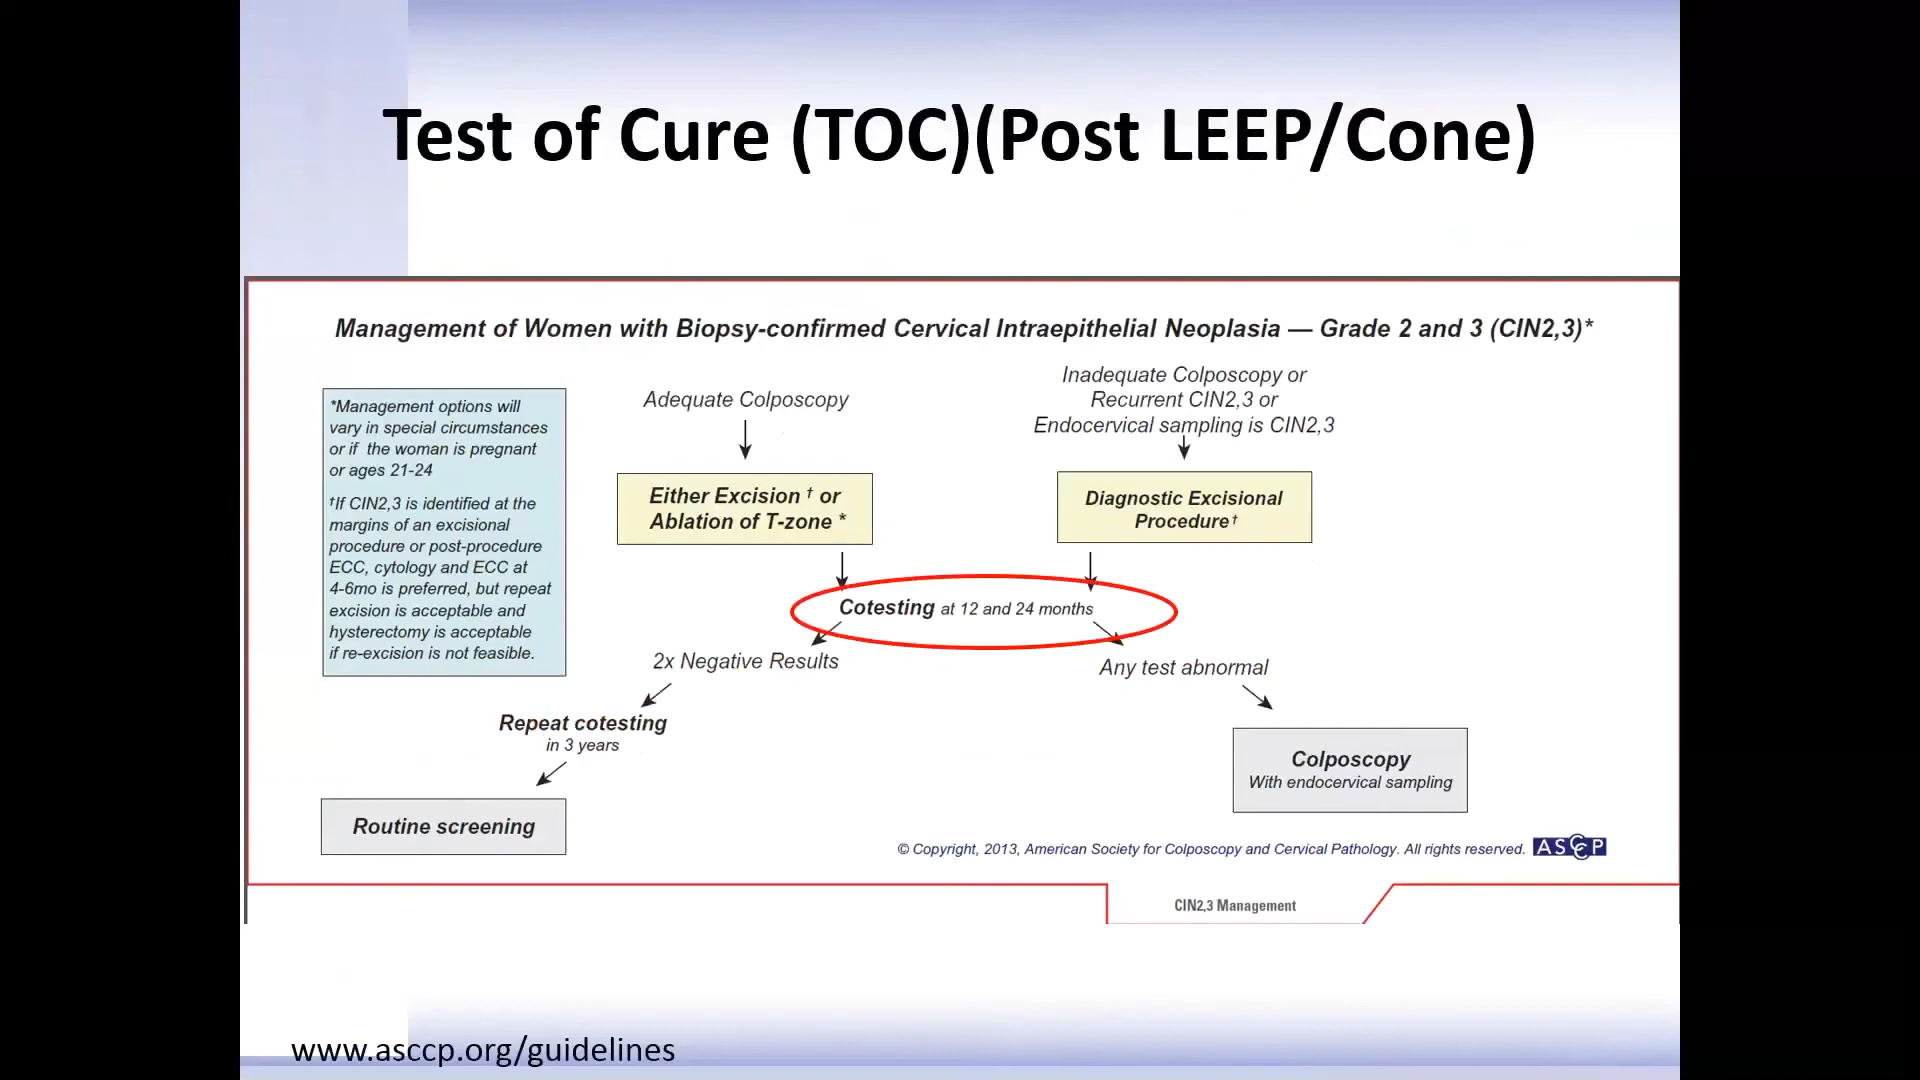 Test of Cure (TOC)(Post LEEP/Cone)
Management of Women with Biopsy-confirmed Cervical Intraepithelial Neoplasia — Grade 2 and 3 (CIN2,3)*
*Management options will
vary in special circumstances
or if the woman is pregnant
or ages 21-24
†If CIN2,3 is identified at the
margins of an excisional
procedure or post-procedure
ECC, cytology and ECC at
4-6mo is preferred, but repeat
excision is acceptable and
hysterectomy is acceptable
if re-excision is not feasible.
Adequate Colposcopy
Inadequate Colposcopy or
Recurrent CIN2,3 or
Endocervical sampling is CIN2,3
Either Excision † or
Ablation of T-zone *
Diagnostic Excisional
Procedure†
Cotesting at 12 and 24 months
2x Negative Results
Any test abnormal
Repeat cotesting
in 3 years
Colposcopy
With endocervical sampling
Routine screening
© Copyright, 2013, American Society for Colposcopy and Cervical Pathology. All rights reserved.
ASCCP
CIN2,3 Management
www.asccp.org/guidelines